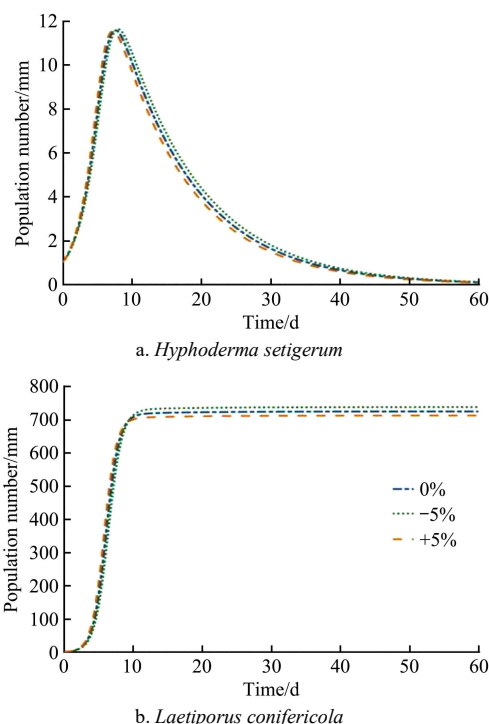 12
10
8
6
4
2
0
Population number/mm
0 10 20 30 40 50 60
Time/d
a. Hyphoderma setigerum
800
700
600
500
400
300
200
100
0
Population number/mm
0%
−5%
+5%
0 10 20 30 40 50 60
Time/d
b. Laetiporus conifericola